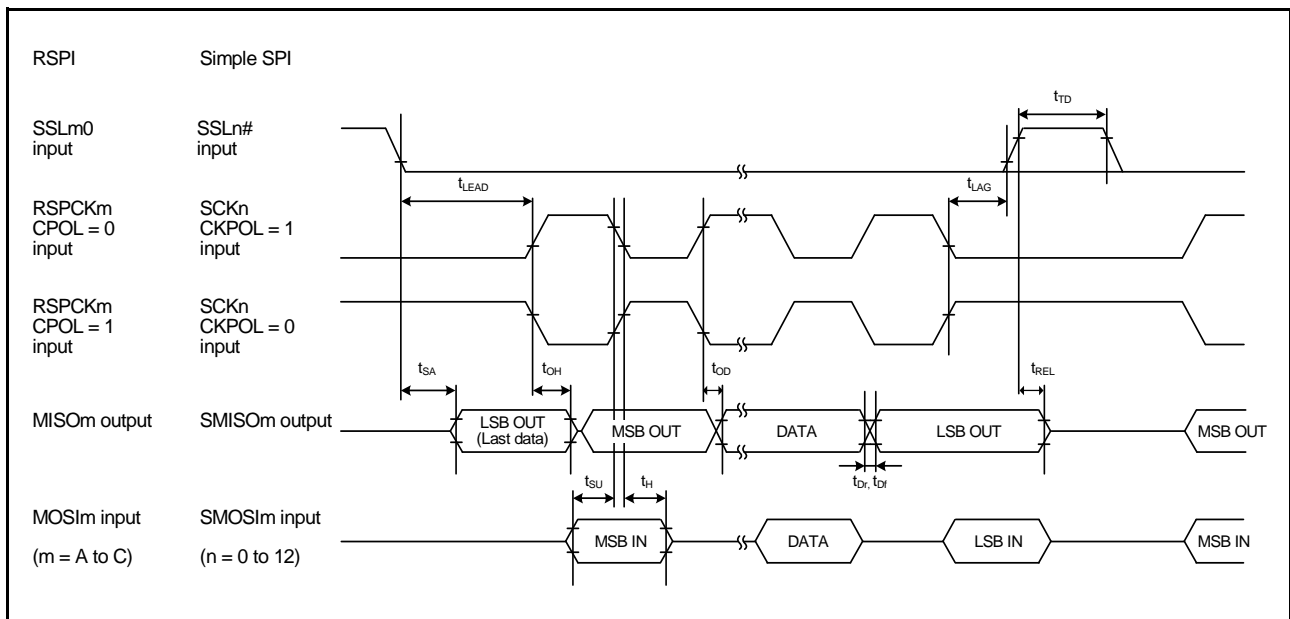 RSPI Simple SPI
tTD
SSLm0 SSLn#
input input
tLEAD tLAG
RSPCKm SCKn
CPOL = 0 CKPOL = 1
input input
RSPCKm SCKn
CPOL = 1 CKPOL = 0
input input
tSA tOH tOD tREL
MISOm output SMISOm output LSB OUT MSB OUT DATA LSB OUT MSB OUT
(Last data)
tSU tH tDr, tDf
MOSIm input SMOSIm input MSB IN DATA LSB IN MSB IN
(m = A to C) (n = 0 to 12)